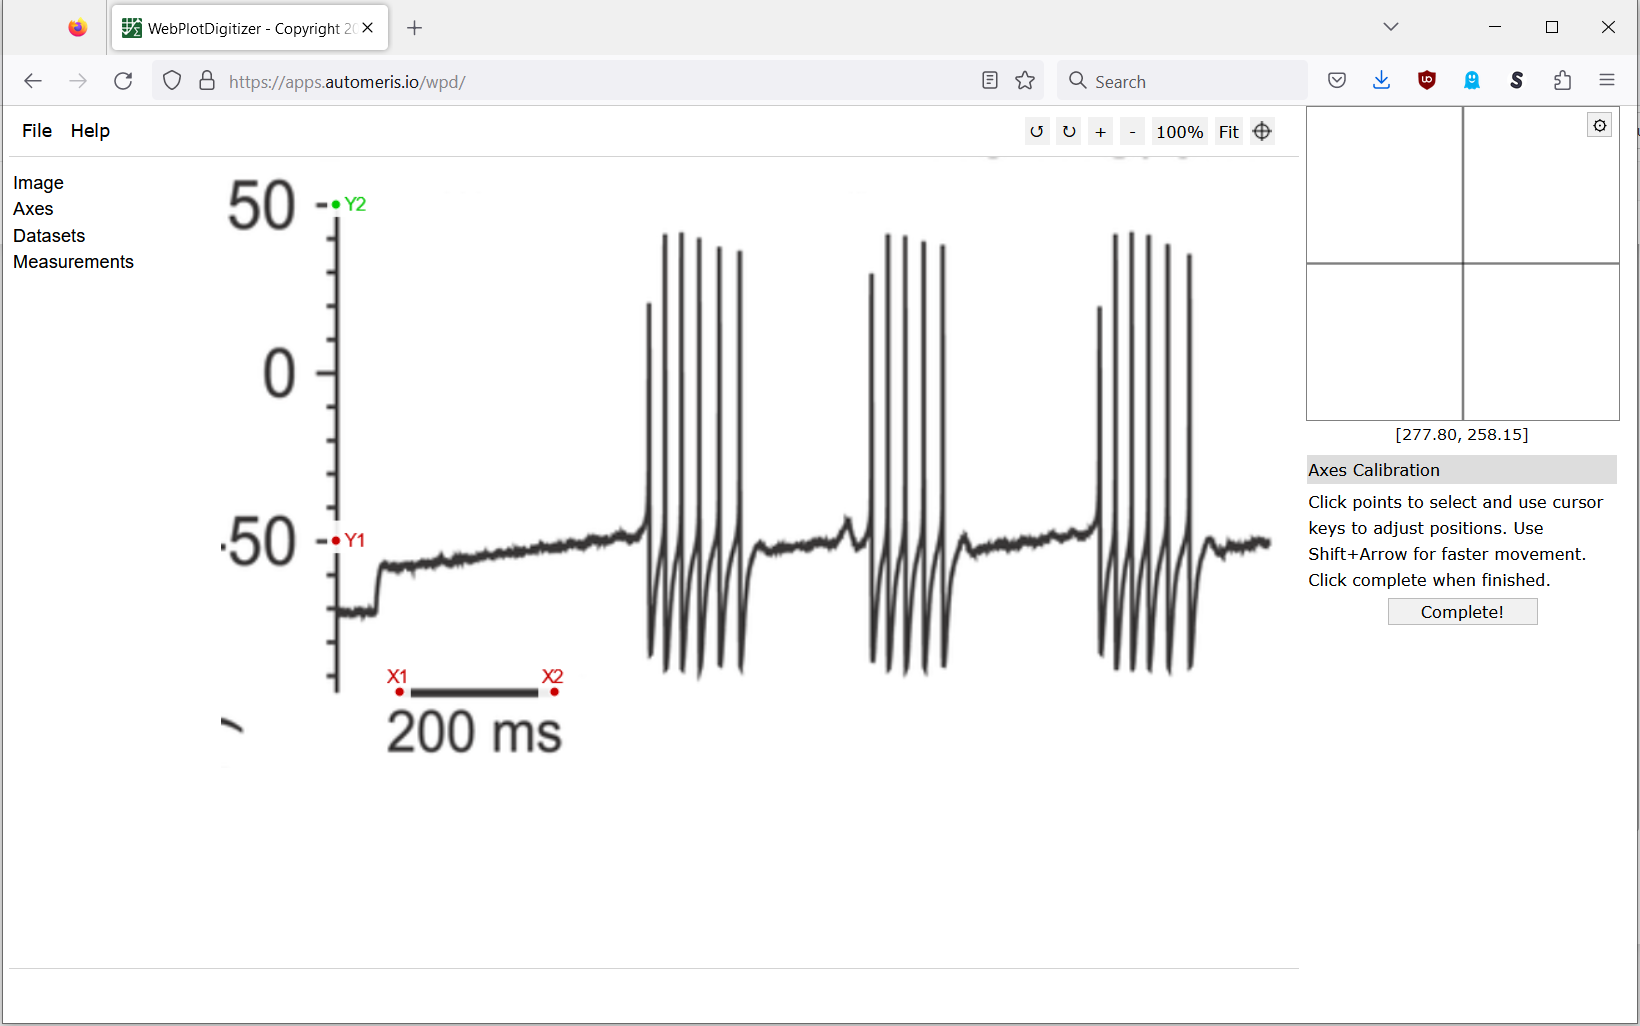 WebPlotDigitizer - Copyright 20
https://apps.automeris.io/wpd/
Search
File Help
100% Fit
Image
Axes
Datasets
Measurements
50
Y2
0
-50
Y1
X1 X2
200 ms
[277.80, 258.15]
Axes Calibration
Click points to select and use cursor
keys to adjust positions. Use
Shift+Arrow for faster movement.
Click complete when finished.
Complete!